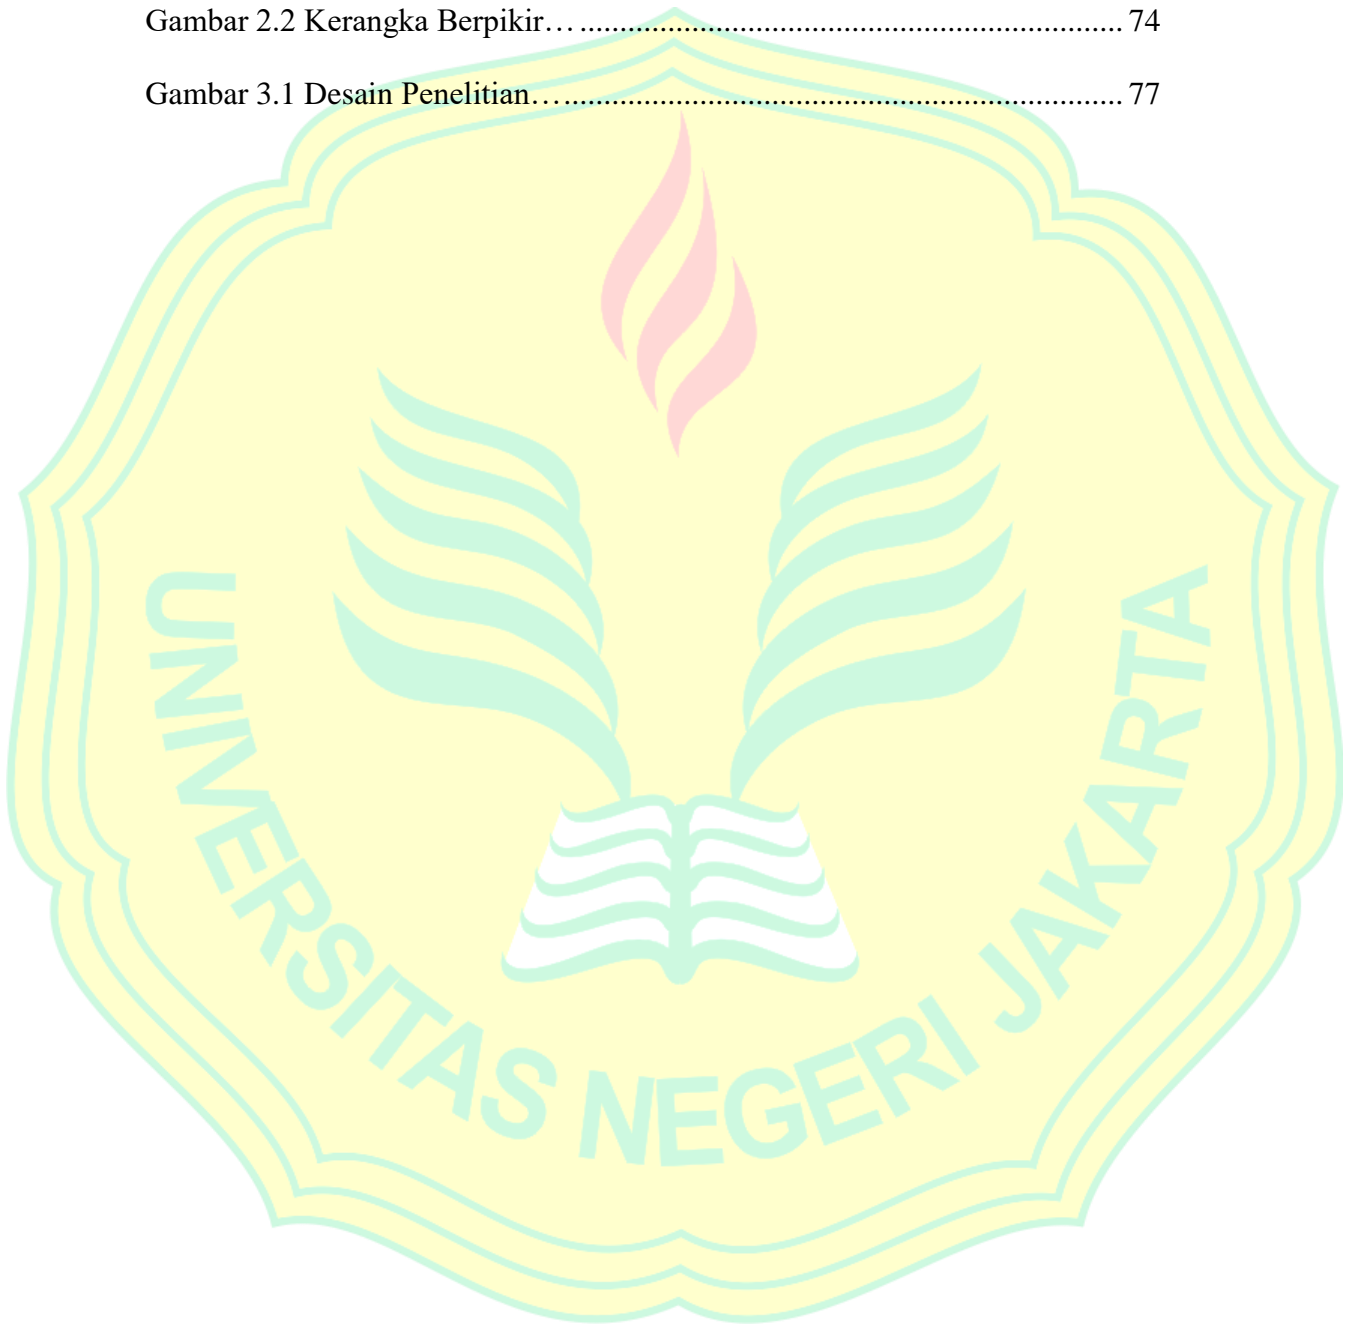 Gambar 2.2 Kerangka Berpikir… .................................................................... 74
Gambar 3.1 Desain Penelitian…...................................................................... 77
UNIVERSITAS NEGERI JAKARTA